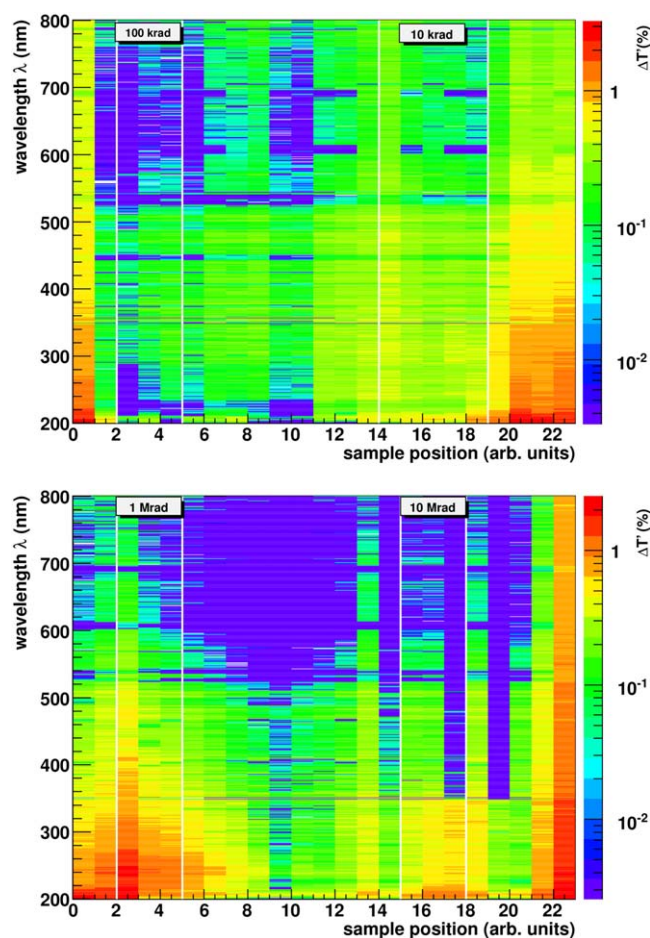 100 krad
10 krad
ΔT'(%)
wavelength λ (nm)
800
700
600
500
400
300
200
1
10⁻¹
10⁻²
0 2 4 6 8 10 12 14 16 18 20 22
sample position (arb. units)
1 Mrad
10 Mrad
ΔT'(%)
wavelength λ (nm)
800
700
600
500
400
300
200
1
10⁻¹
10⁻²
0 2 4 6 8 10 12 14 16 18 20 22
sample position (arb. units)